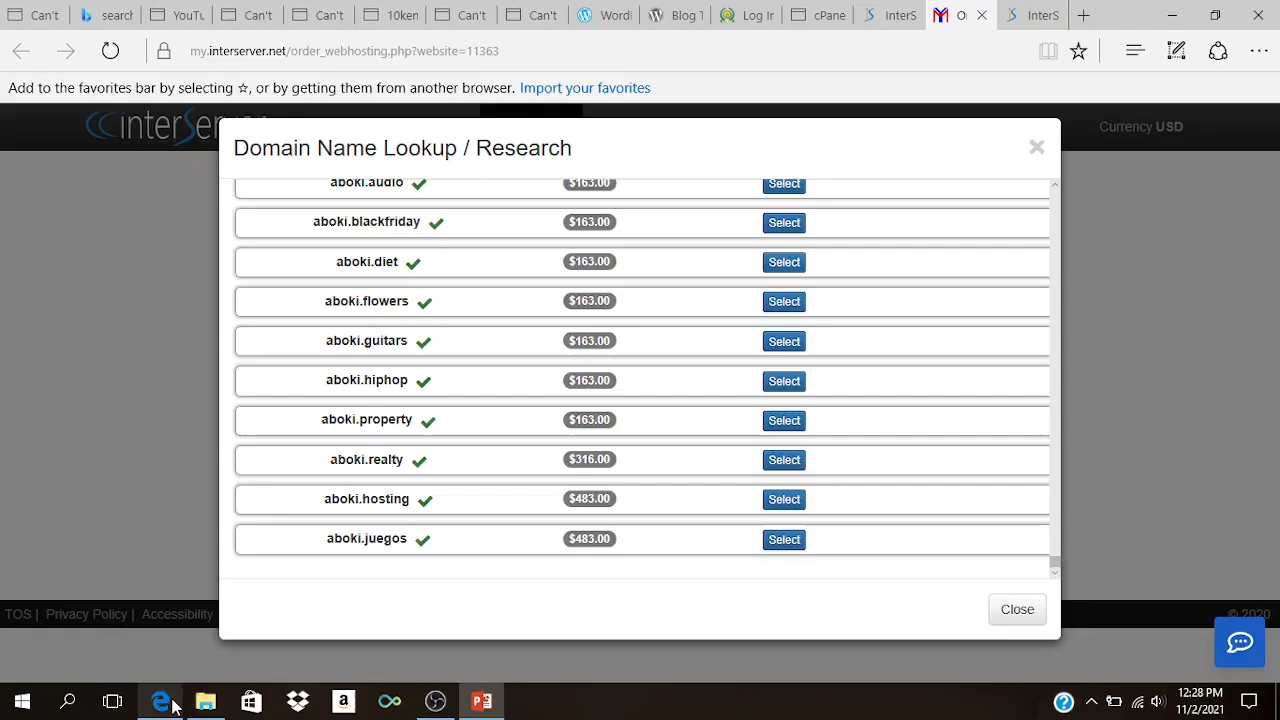 Can't
search
YouTu
Can't
Can't
10ken
Can't
Wordl
Blog T
Log Ir
cPane
InterS
O
InterS
my.interserver.net/order_webhosting.php?website=11363
Add to the favorites bar by selecting ☆, or by getting them from another browser. Import your favorites
interSer
Currency USD
Domain Name Lookup / Research
×
aboki.audio $163.00 Select
aboki.blackfriday $163.00 Select
aboki.diet $163.00 Select
aboki.flowers $163.00 Select
aboki.guitars $163.00 Select
aboki.hiphop $163.00 Select
aboki.property $163.00 Select
aboki.realty $316.00 Select
aboki.hosting $483.00 Select
aboki.juegos $483.00 Select
Close
TOS | Privacy Policy | Accessibility
© 2020
12:28 PM
11/2/2021